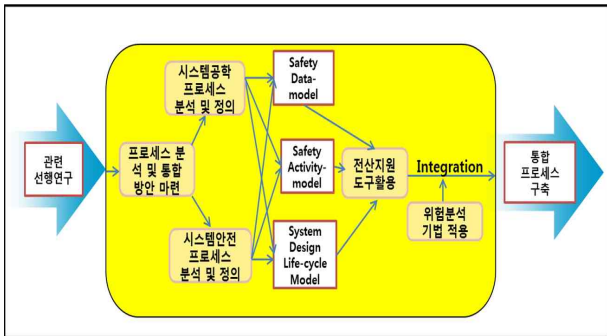 관련
선행연구
프로세스 분
석 및 통합
방안 마련
시스템공학
프로세스
분석 및 정의
시스템안전
프로세스
분석 및 정의
Safety
Data-
model
Safety
Activity-
model
System
Design
Life-cycle
Model
전산지원
도구활용
Integration
위험분석
기법 적용
통합
프로세스
구축